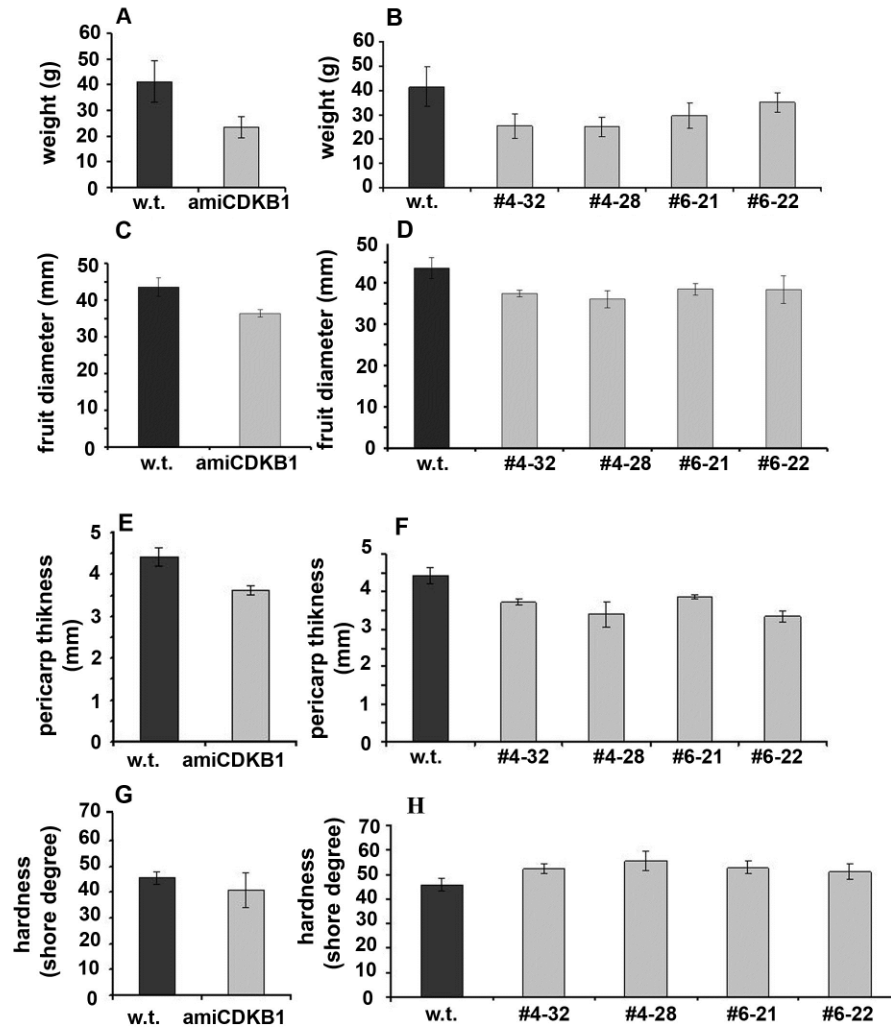 A
weight (g)
60
50
40
30
20
10
0
w.t. amiCDKB1
B
weight (g)
60
50
40
30
20
10
0
w.t. #4-32 #4-28 #6-21 #6-22
C
fruit diameter (mm)
50
40
30
20
10
0
w.t. amiCDKB1
D
fruit diameter (mm)
50
40
30
20
10
0
w.t. #4-32 #4-28 #6-21 #6-22
E
pericarp thikness
(mm)
5
4
3
2
1
0
w.t. amiCDKB1
F
pericarp thikness
(mm)
5
4
3
2
1
0
w.t. #4-32 #4-28 #6-21 #6-22
G
hardness
(shore degree)
70
60
50
40
30
20
10
0
w.t. amiCDKB1
H
hardness
(shore degree)
70
60
50
40
30
20
10
0
w.t. #4-32 #4-28 #6-21 #6-22